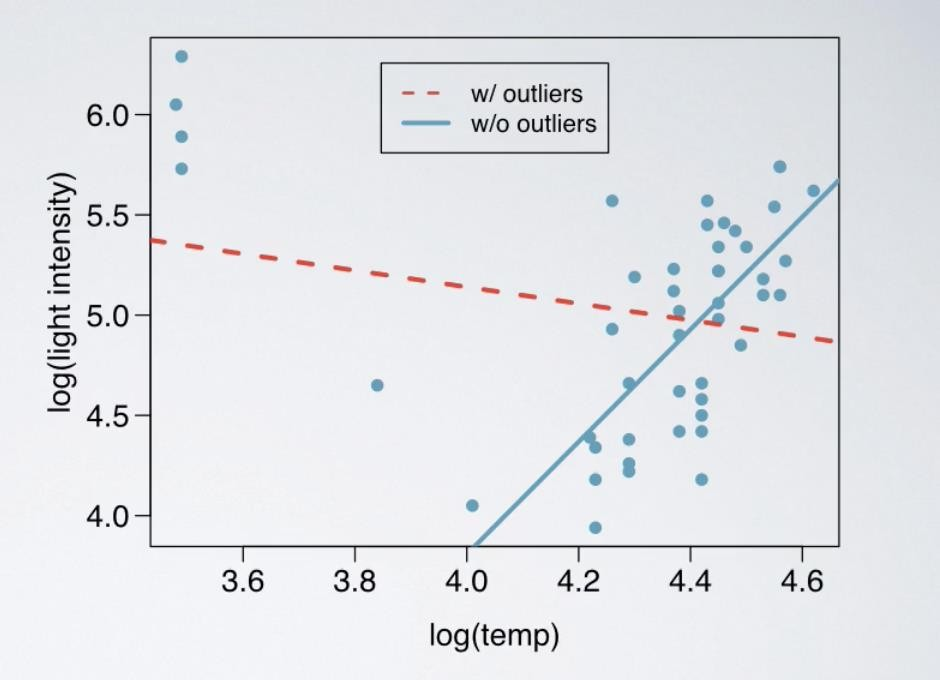 w/ outliers
w/o outliers
6.0
5.5
5.0
4.5
4.0
log(light intensity)
3.6 3.8 4.0 4.2 4.4 4.6
log(temp)